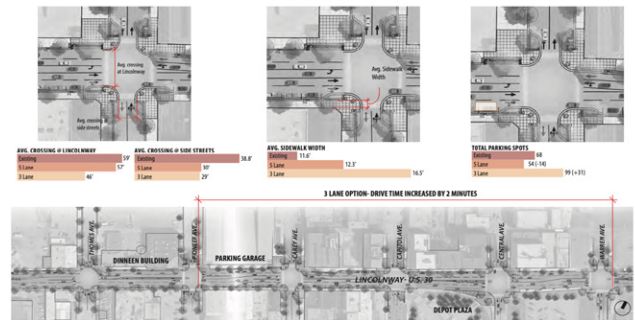 Avg. crossing
at Lincolnway
Avg. crossing at
side streets
Avg. Sidewalk
Width
AVG. CROSSING @ LINCOLNWAY
Existing 59'
5 Lane 57'
3 Lane 46'
AVG. CROSSING @ SIDE STREETS
Existing 38.8'
5 Lane 30'
3 Lane 29'
AVG. SIDEWALK WIDTH
Existing 11.6'
5 Lane 12.3'
3 Lane 16.5'
TOTAL PARKING SPOTS
Existing 68
5 Lane 54 (-14)
3 Lane 99 (+31)
3 LANE OPTION- DRIVE TIME INCREASED BY 2 MINUTES
THOMES AVE.
DINNEEN BUILDING
PARKING GARAGE
CAREY AVE.
CAPITOL AVE.
CENTRAL AVE.
WARREN AVE.
LINCOLNWAY- U.S. 30
DEPOT PLAZA